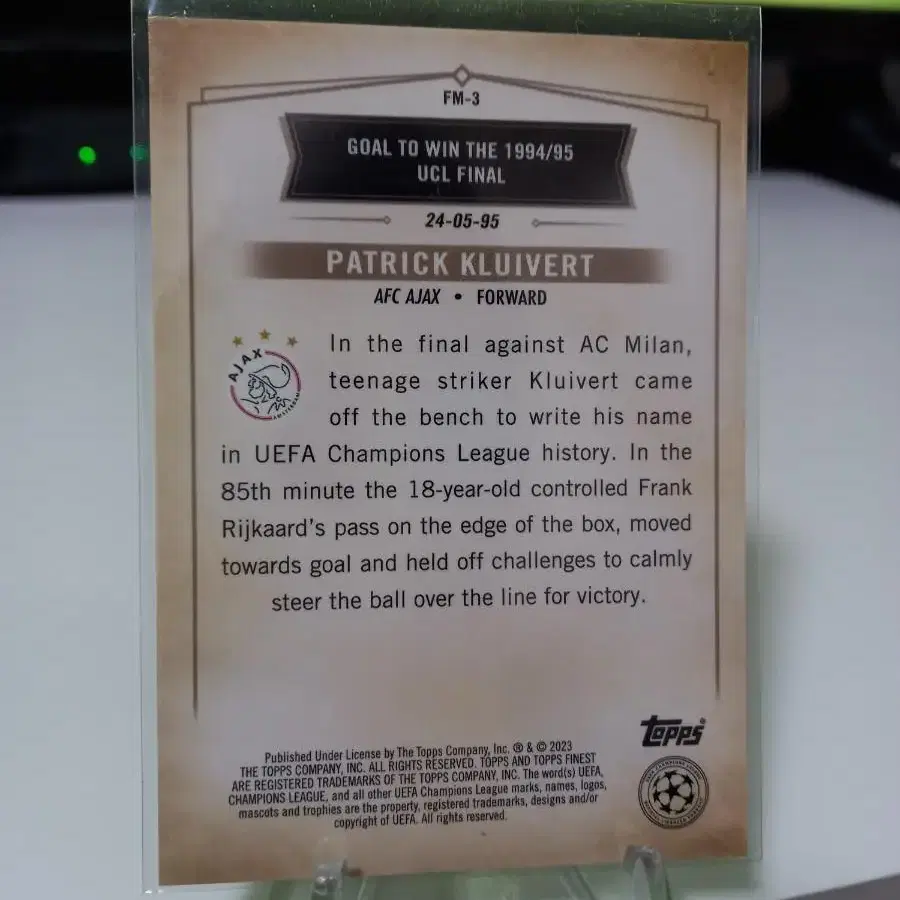 FM-3
GOAL TO WIN THE 1994/95
UCL FINAL
24-05-95
PATRICK KLUIVERT
AFC AJAX • FORWARD
AJAX
AMSTERDAM
In the final against AC Milan,
teenage striker Kluivert came
off the bench to write his name
in UEFA Champions League history. In the
85th minute the 18-year-old controlled Frank
Rijkaard's pass on the edge of the box, moved
towards goal and held off challenges to calmly
steer the ball over the line for victory.
Topps®
Published Under License by The Topps Company, Inc. ® & © 2023
THE TOPPS COMPANY, INC. ALL RIGHTS RESERVED. TOPPS AND TOPPS FINEST
ARE REGISTERED TRADEMARKS OF THE TOPPS COMPANY, INC. The word(s) UEFA,
CHAMPIONS LEAGUE, and all other UEFA Champions League marks, names, logos,
mascots and trophies are the property, registered trademarks, designs and/or
copyright of UEFA. All rights reserved.